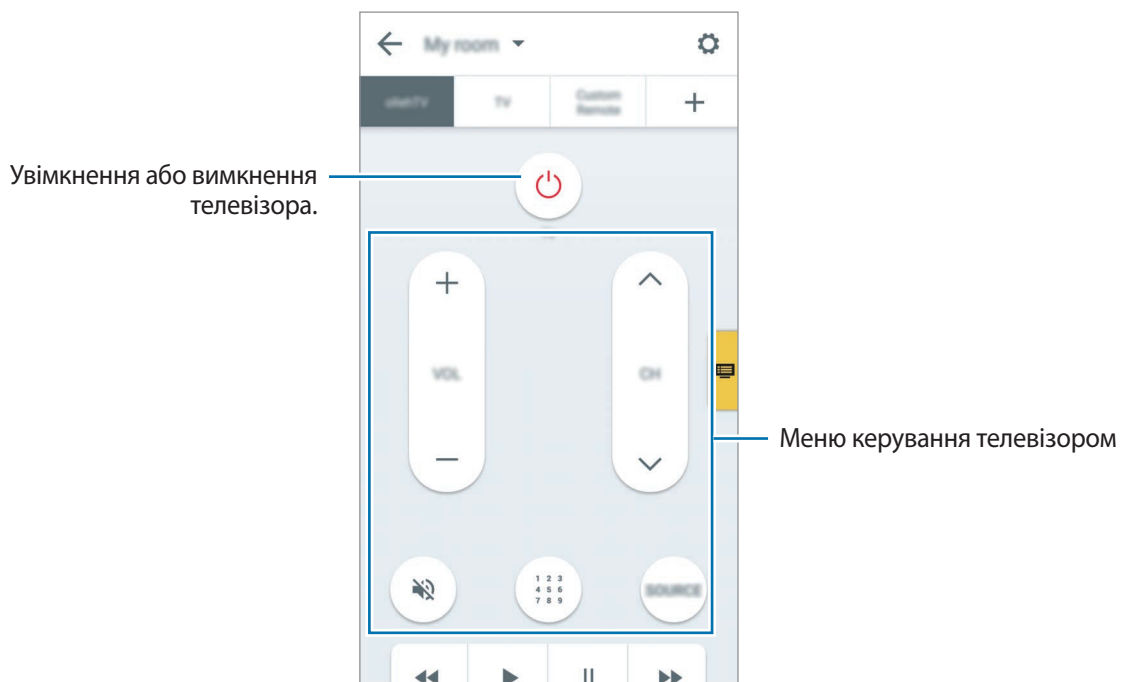 My room
TV
Custom
Remote
Увімкнення або вимкнення
телевізора.
VOL
CH
Меню керування телевізором
1 2 3
4 5 6
7 8 9
SOURCE